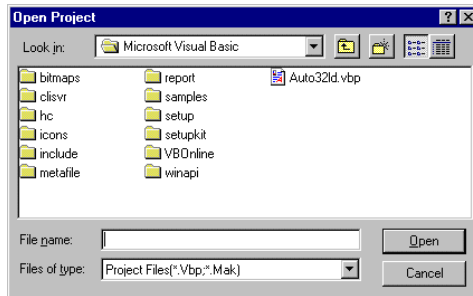 Open Project
Look in: Microsoft Visual Basic
bitmaps report Auto32ld.vbp
clisvr samples
hc setup
icons setupkit
include VBOnline
metafile winapi
File name: Open
Files of type: Project Files(*.Vbp;*.Mak) Cancel